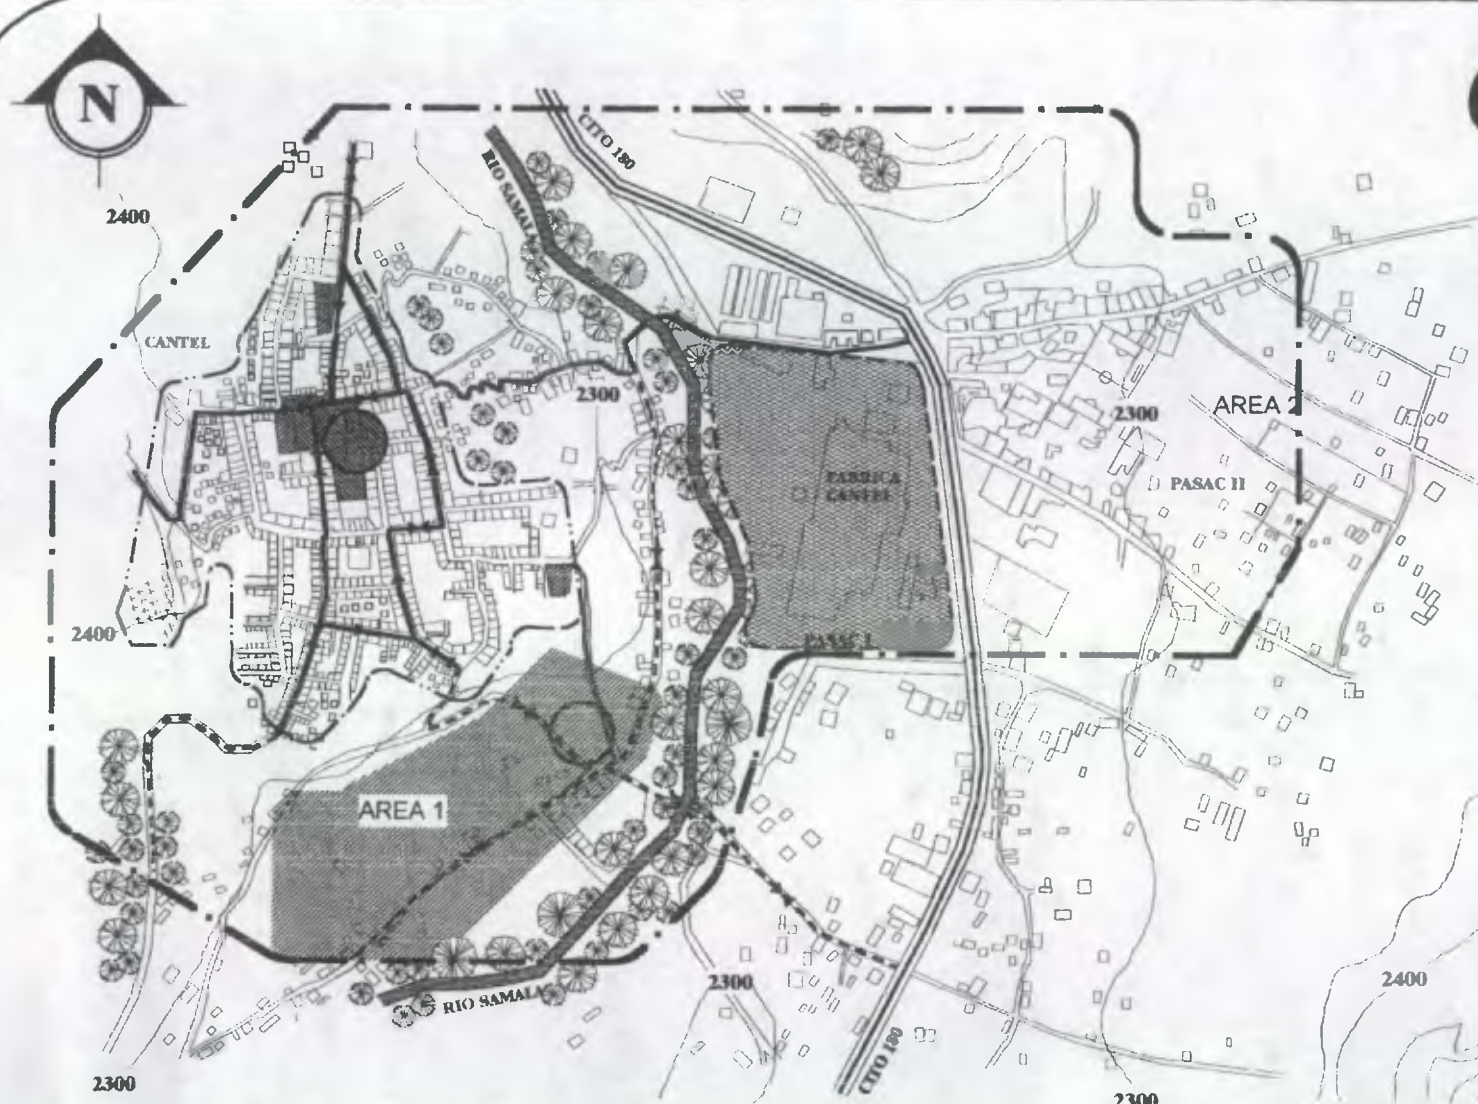 N
CITO 180
RIO SAMALA
2400
CANTEL
2300
2300
AREA 2
FABRICA
CANTEL
PASAC II
2400
PASAC I
AREA 1
2300
2400
RIO SAMALA
CITO 180
2300
2300